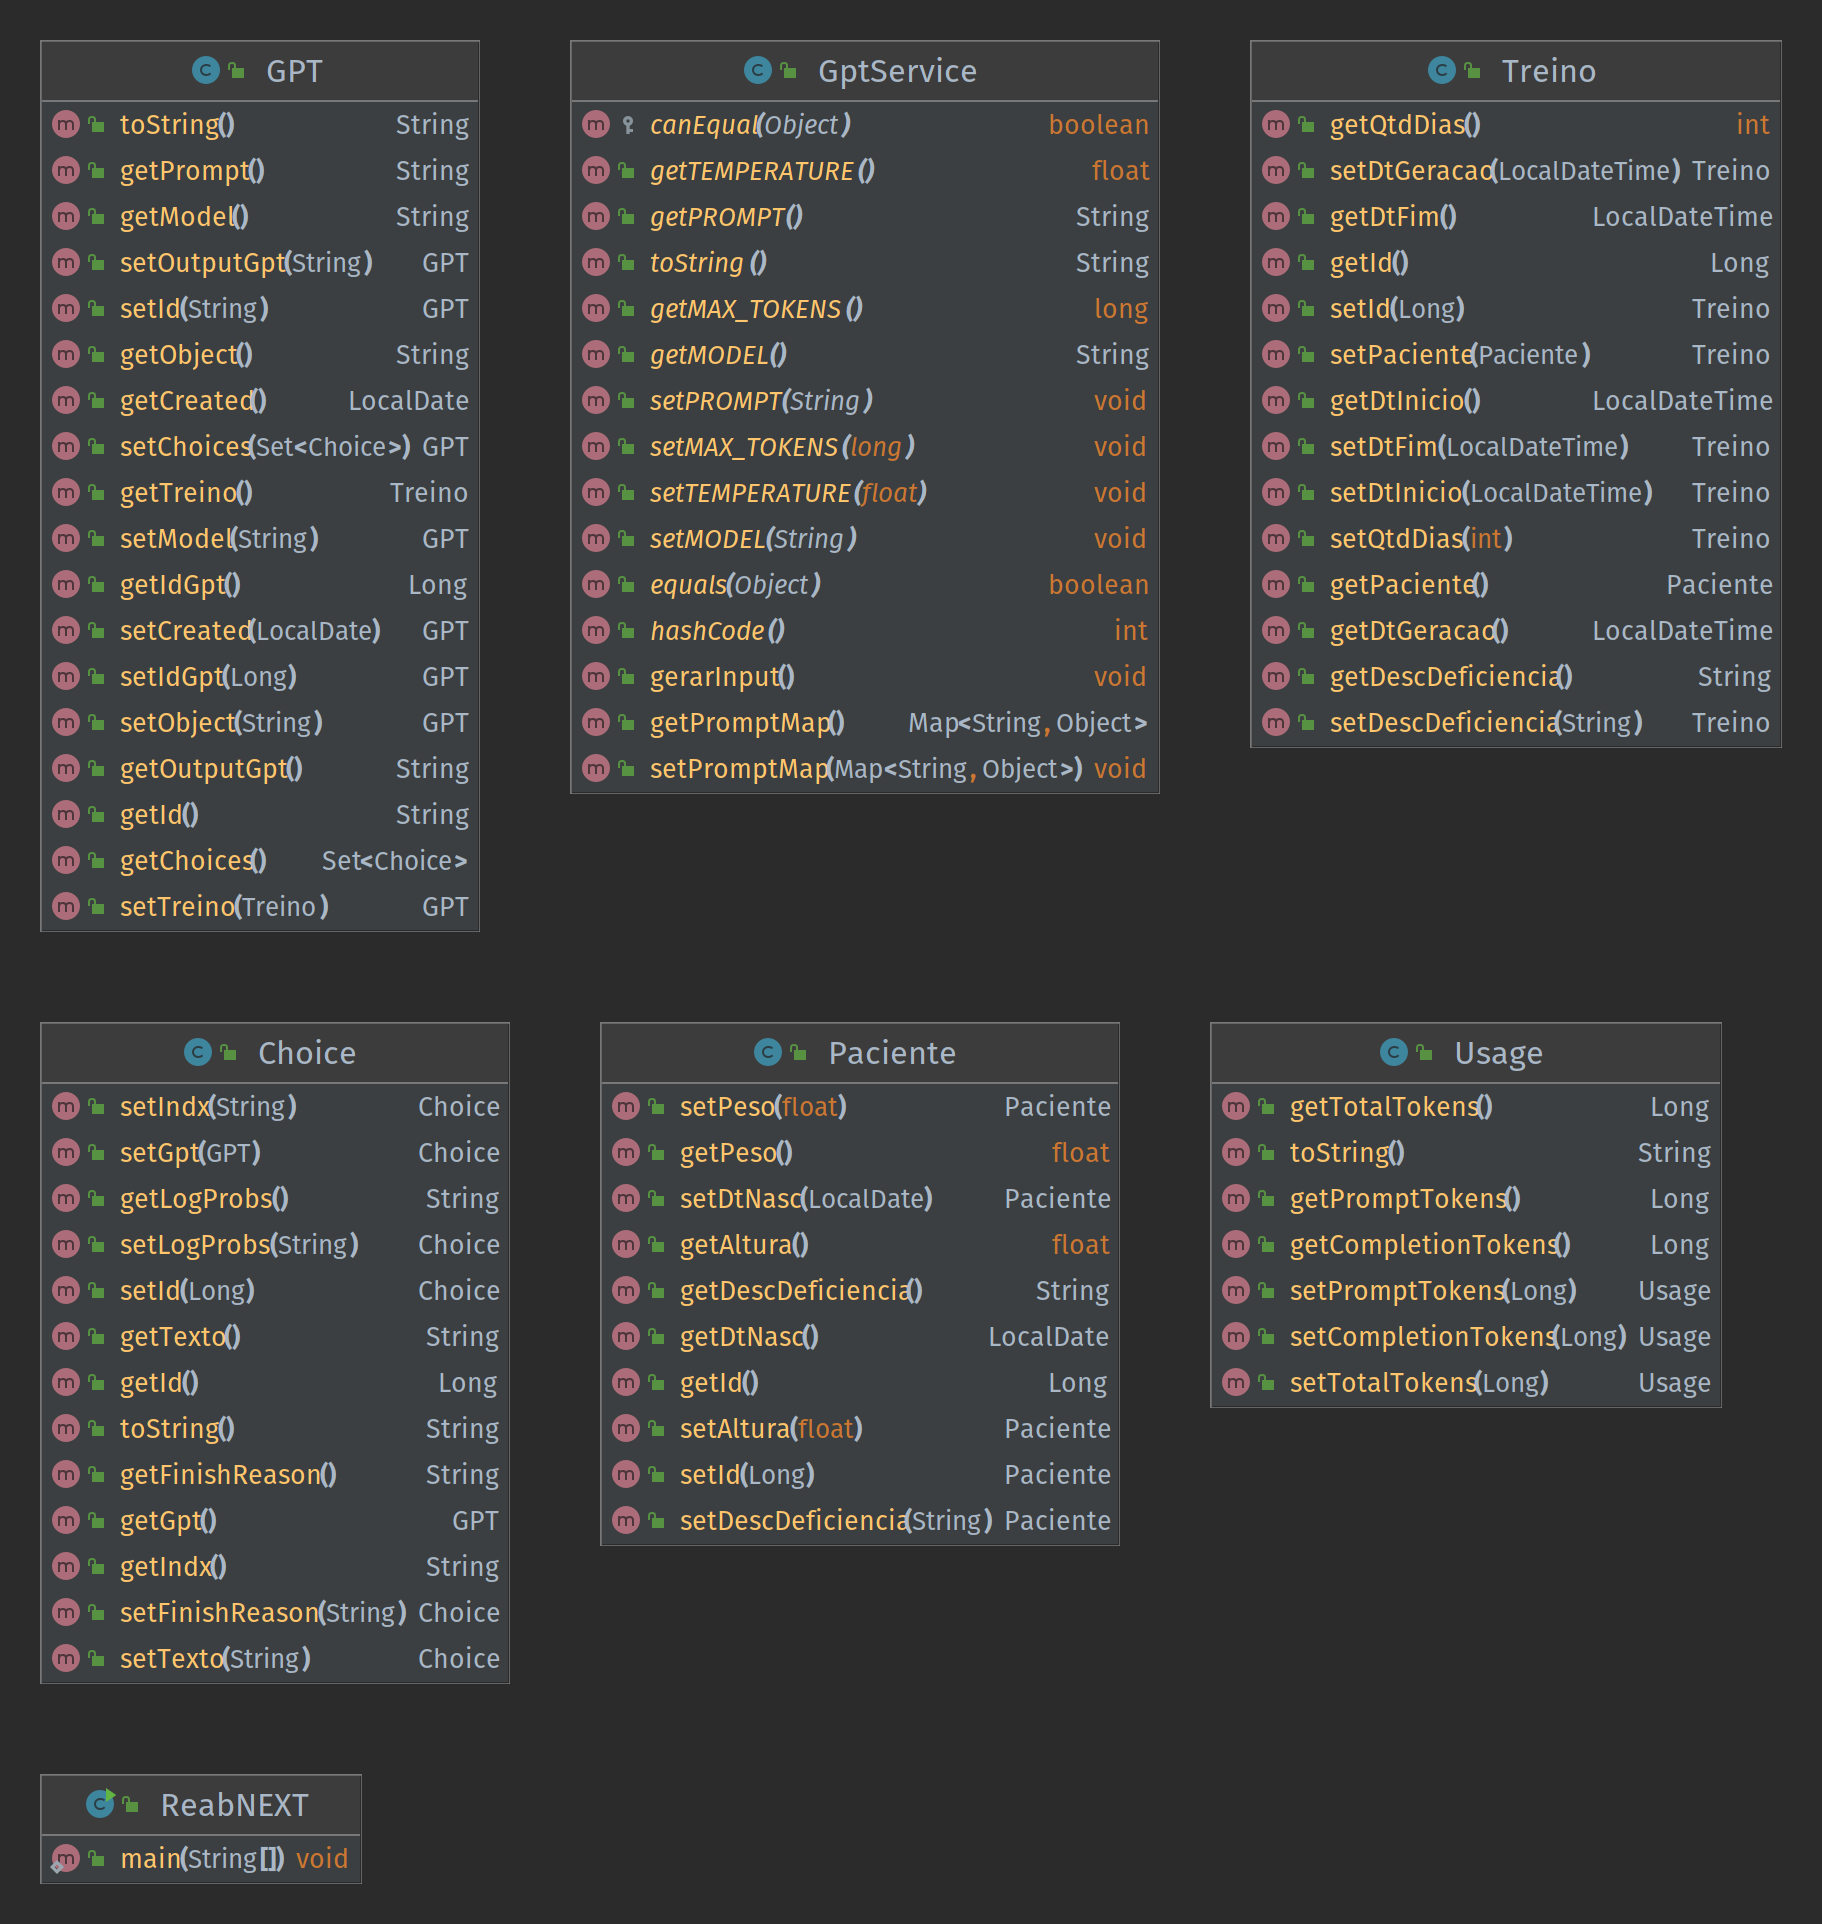 GPT
toString() String
getPrompt() String
getModel() String
setOutputGpt(String) GPT
setId(String) GPT
getObject() String
getCreated() LocalDate
setChoices(Set<Choice>) GPT
getTreino() Treino
setModel(String) GPT
getIdGpt() Long
setCreated(LocalDate) GPT
setIdGpt(Long) GPT
setObject(String) GPT
getOutputGpt() String
getId() String
getChoices() Set<Choice>
setTreino(Treino) GPT
GptService
canEqual(Object) boolean
getTEMPERATURE() float
getPROMPT() String
toString() String
getMAX_TOKENS() long
getMODEL() String
setPROMPT(String) void
setMAX_TOKENS(long) void
setTEMPERATURE(float) void
setMODEL(String) void
equals(Object) boolean
hashCode() int
gerarInput() void
getPromptMap() Map<String, Object>
setPromptMap(Map<String, Object>) void
Treino
getQtdDias() int
setDtGeracao(LocalDateTime) Treino
getDtFim() LocalDateTime
getId() Long
setId(Long) Treino
setPaciente(Paciente) Treino
getDtInicio() LocalDateTime
setDtFim(LocalDateTime) Treino
setDtInicio(LocalDateTime) Treino
setQtdDias(int) Treino
getPaciente() Paciente
getDtGeracao() LocalDateTime
getDescDeficiencia() String
setDescDeficiencia(String) Treino
Choice
setIndx(String) Choice
setGpt(GPT) Choice
getLogProbs() String
setLogProbs(String) Choice
setId(Long) Choice
getTexto() String
getId() Long
toString() String
getFinishReason() String
getGpt() GPT
getIndx() String
setFinishReason(String) Choice
setTexto(String) Choice
Paciente
setPeso(float) Paciente
getPeso() float
setDtNasc(LocalDate) Paciente
getAltura() float
getDescDeficiencia() String
getDtNasc() LocalDate
getId() Long
setAltura(float) Paciente
setId(Long) Paciente
setDescDeficiencia(String) Paciente
Usage
getTotalTokens() Long
toString() String
getPromptTokens() Long
getCompletionTokens() Long
setPromptTokens(Long) Usage
setCompletionTokens(Long) Usage
setTotalTokens(Long) Usage
ReabNEXT
main(String[]) void